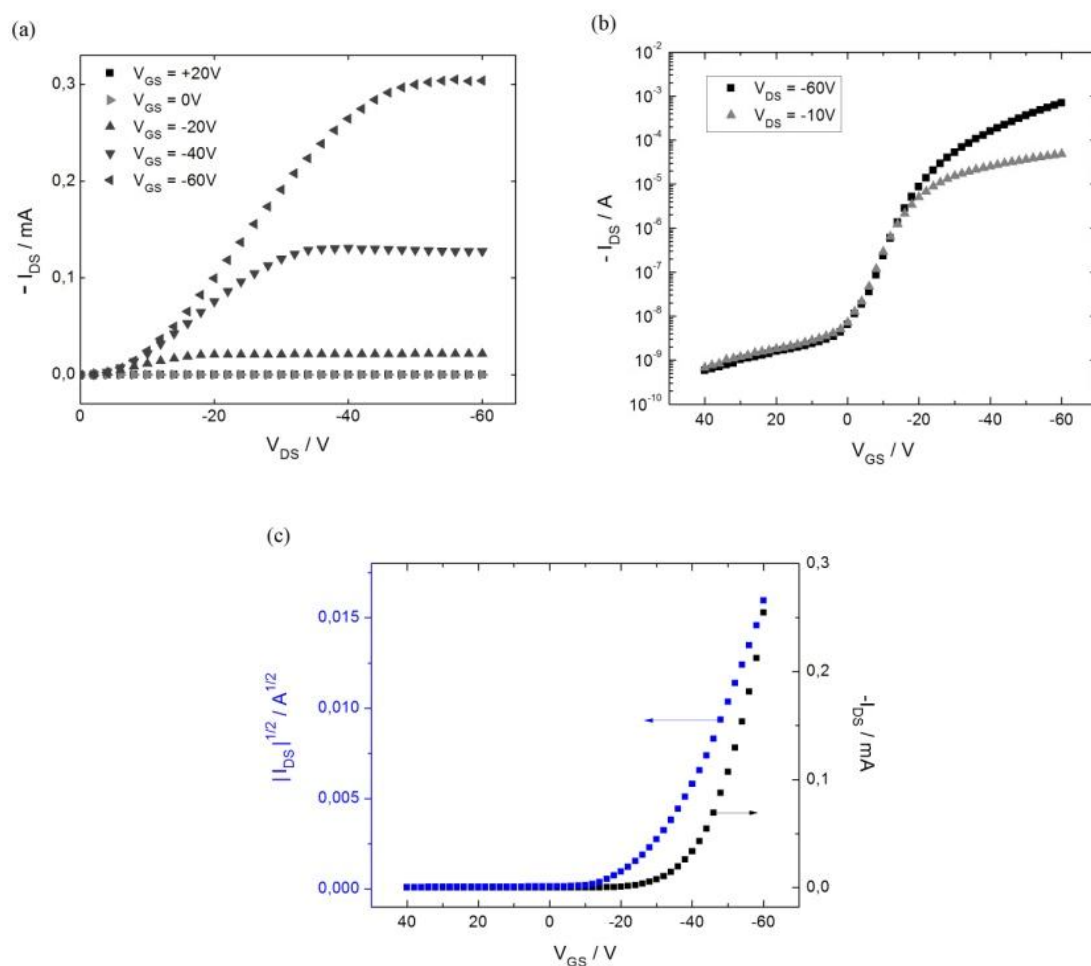 (a)
- I_DS / mA
0,3
0,2
0,1
0,0
V_GS = +20V
V_GS = 0V
V_GS = -20V
V_GS = -40V
V_GS = -60V
0 -20 -40 -60
V_DS / V
(b)
- I_DS / A
10^-2
10^-3
10^-4
10^-5
10^-6
10^-7
10^-8
10^-9
10^-10
V_DS = -60V
V_DS = -10V
40 20 0 -20 -40 -60
V_GS / V
(c)
| I_DS |^1/2 / A^1/2
0,015
0,010
0,005
0,000
0,3
0,2
0,1
0,0
-I_DS / mA
40 20 0 -20 -40 -60
V_GS / V